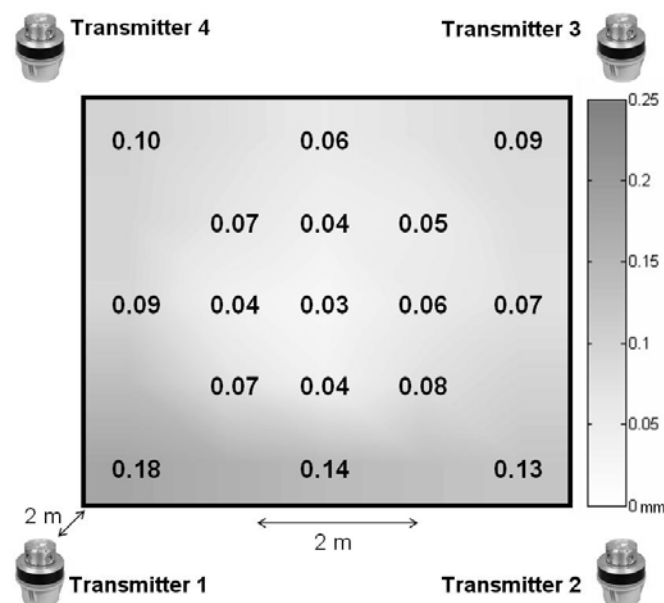 Transmitter 4
Transmitter 3
0.25
0.10 0.06 0.09
0.2
0.07 0.04 0.05
0.15
0.09 0.04 0.03 0.06 0.07
0.1
0.07 0.04 0.08
0.05
0.18 0.14 0.13
0 mm
2 m
2 m
Transmitter 1
Transmitter 2